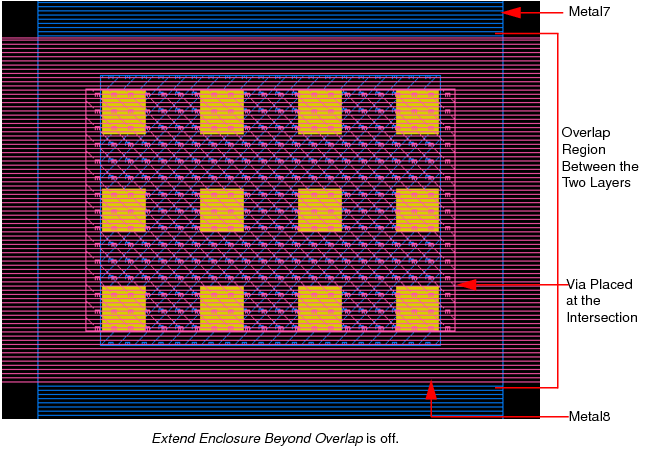 Metal7
Overlap
Region
Between the
Two Layers
Via Placed
at the
Intersection
Metal8
Extend Enclosure Beyond Overlap is off.